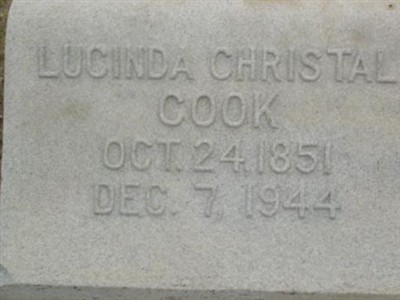 LUCINDA CHRISTAL
COOK
OCT. 24, 1851
DEC. 7, 1944